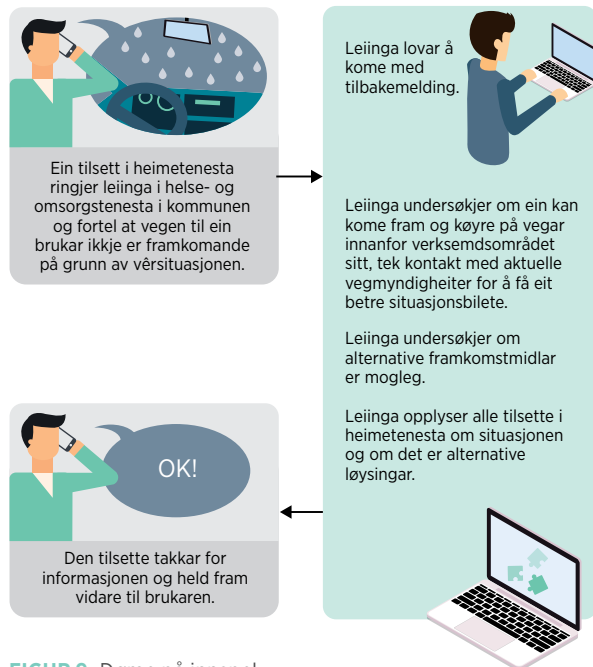 Ein tilsett i heimetenesta
ringjer leiinga i helse- og
omsorgstenesta i kommunen
og fortel at vegen til ein
brukar ikkje er framkomande
på grunn av vêrsituasjonen.
Leiinga lovar å
kome med
tilbakemelding.
Leiinga undersøkjer om ein kan
kome fram og køyre på vegar
innanfor verksemdsområdet
sitt, tek kontakt med aktuelle
vegmyndigheiter for å få eit
betre situasjonsbilete.
Leiinga undersøkjer om
alternative framkomstmidlar
er mogleg.
Leiinga opplyser alle tilsette i
heimetenesta om situasjonen
og om det er alternative
løysingar.
OK!
Den tilsette takkar for
informasjonen og held fram
vidare til brukaren.